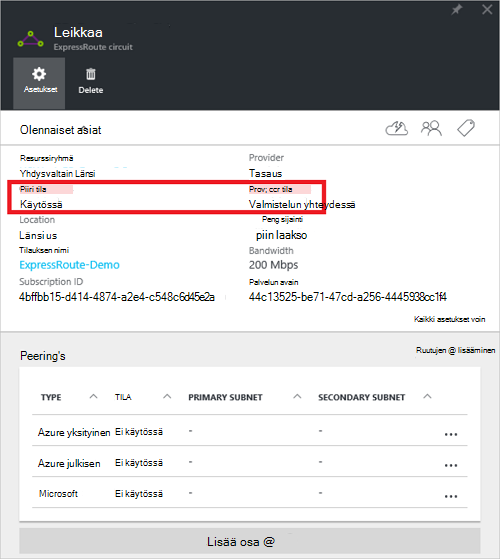 Leikkaa
ExpressRoute circuit
Asetukset Delete
Olennaiset asiat
Resurssiryhmä Provider
Yhdysvaltain Länsi Tasaus
Piiri tila Prov; ccr tila
Käytössä Valmistelun yhteydessä
Location Peng sijainti
Länsi us piin laakso
Tilauksen nimi Bandwidth
ExpressRoute-Demo 200 Mbps
Subscription ID Palvelun avain
4bffbb15-d414-4874-a2e4-c548c6d45e2a 44c13525-be71-47cd-a256-4445938cc1f4
Kaikki asetukset voin
Peering's Ruutujen @ lisääminen
TYPE TILA PRIMARY SUBNET SECONDARY SUBNET
Azure yksityinen Ei käytössä - - ...
Azure julkisen Ei käytössä - - ...
Microsoft Ei käytössä - - ...
Lisää osa @